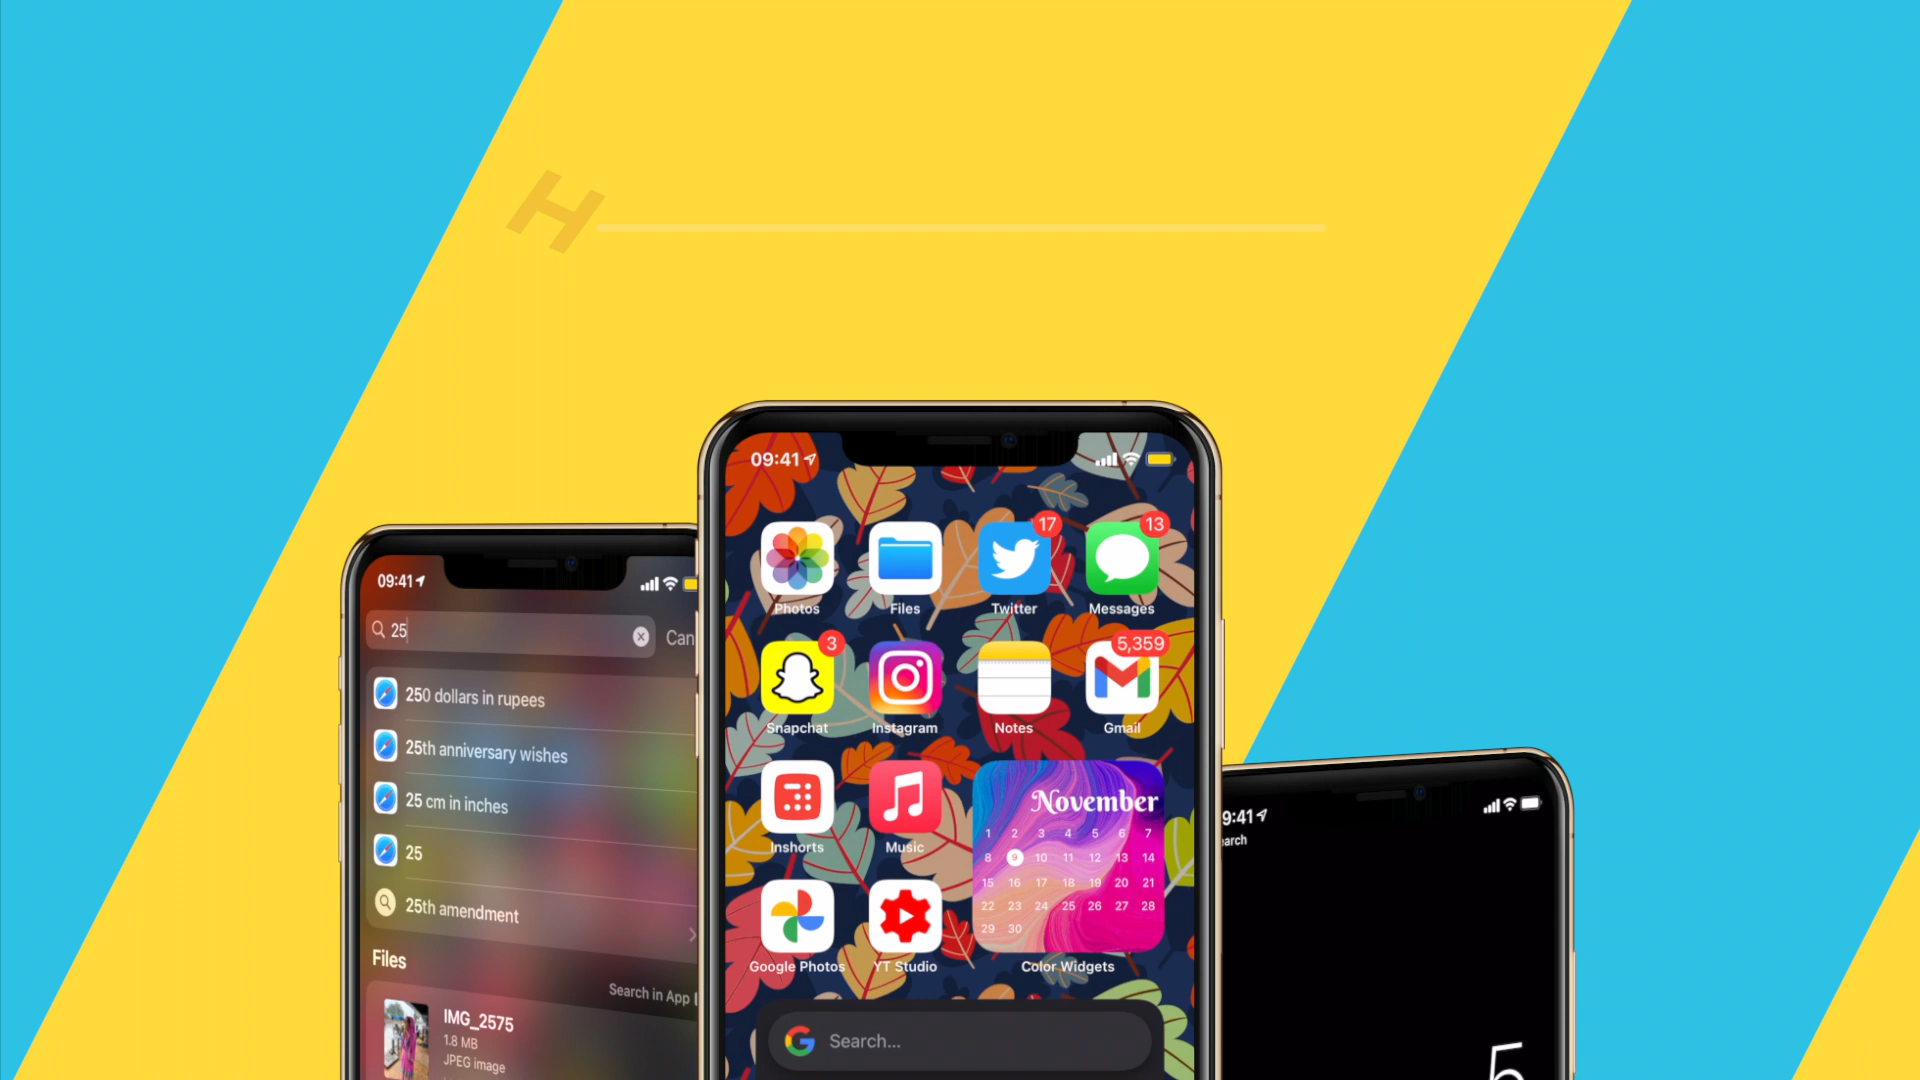 H
09:41
25
Can
250 dollars in rupees
25th anniversary wishes
25 cm in inches
25
25th amendment
Files
Search in App
IMG_2575
1.8 MB
JPEG image
09:41
17
13
Photos Files Twitter Messages
3
5,359
Snapchat Instagram Notes Gmail
Inshorts Music
November
1 2 3 4 5 6 7
8 9 10 11 12 13 14
15 16 17 18 19 20 21
22 23 24 25 26 27 28
29 30
Google Photos YT Studio Color Widgets
G Search...
9:41
earch
5